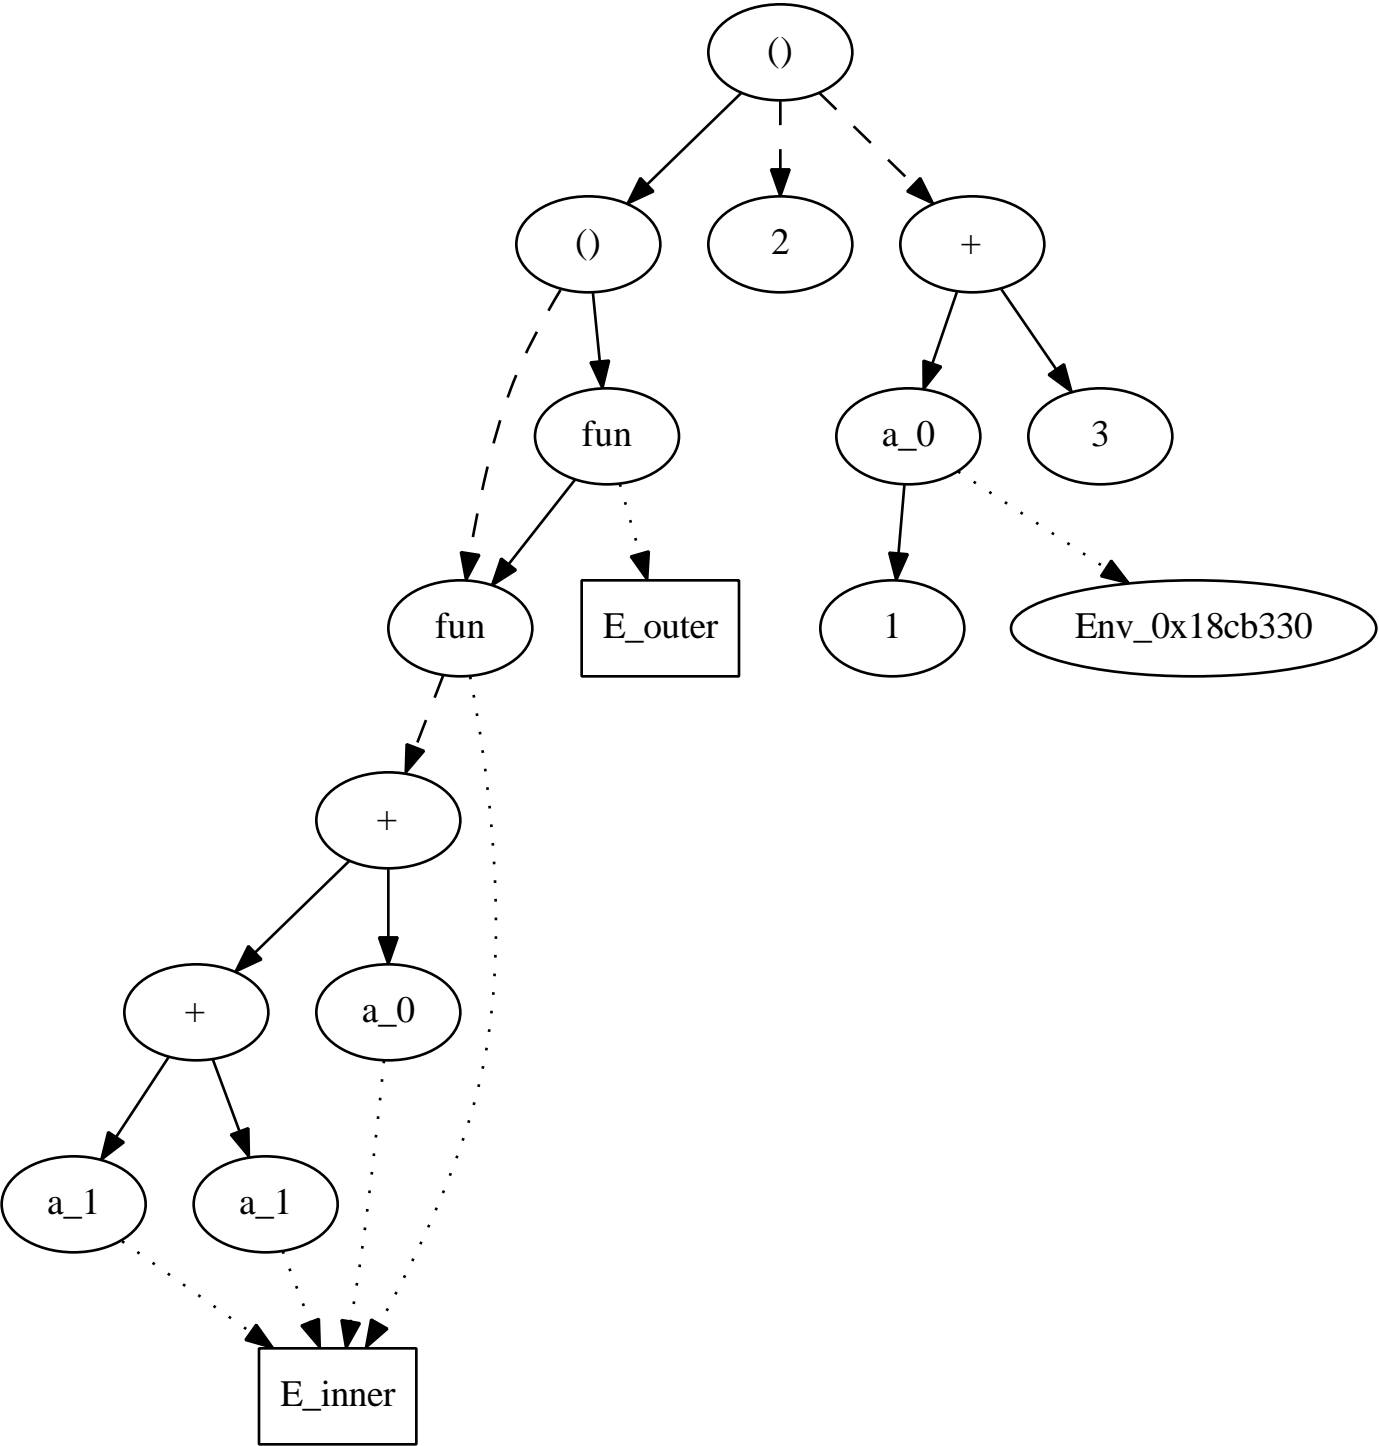 ()
()
2
+
fun
a_0
3
fun
E_outer
1
Env_0x18cb330
+
+
a_0
a_1
a_1
E_inner